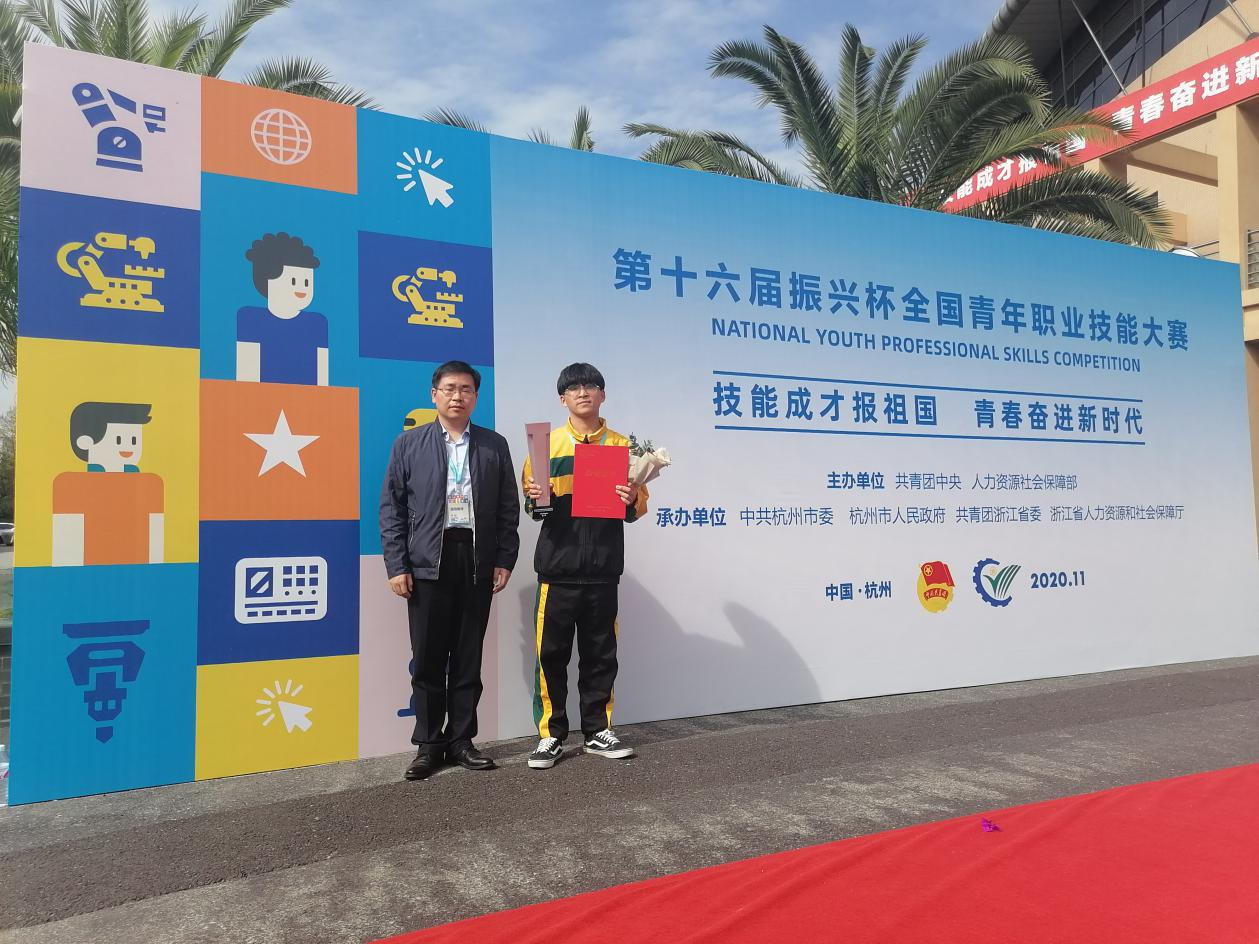 青春奋进新
技能成才报
第十六届振兴杯全国青年职业技能大赛
NATIONAL YOUTH PROFESSIONAL SKILLS COMPETITION
技能成才报祖国 青春奋进新时代
主办单位 共青团中央 人力资源社会保障部
承办单位 中共杭州市委 杭州市人民政府 共青团浙江省委 浙江省人力资源和社会保障厅
中国·杭州 2020.11